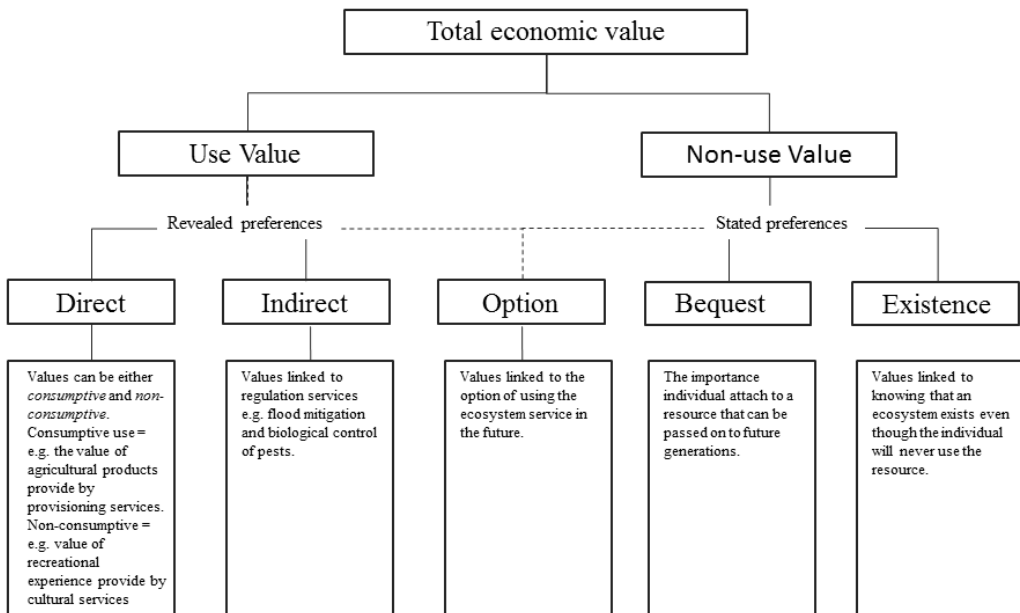 Total economic value
Use Value
Non-use Value
Revealed preferences
Stated preferences
Direct
Indirect
Option
Bequest
Existence
Values can be either
consumptive and non-
consumptive.
Consumptive use =
e.g. the value of
agricultural products
provide by
provisioning services.
Non-consumptive =
e.g. value of
recreational
experience provide by
cultural services
Values linked to
regulation services
e.g. flood mitigation
and biological control
of pests.
Values linked to the
option of using the
ecosystem service in
the future.
The importance
individual attach to a
resource that can be
passed on to future
generations.
Values linked to
knowing that an
ecosystem exists even
though the individual
will never use the
resource.